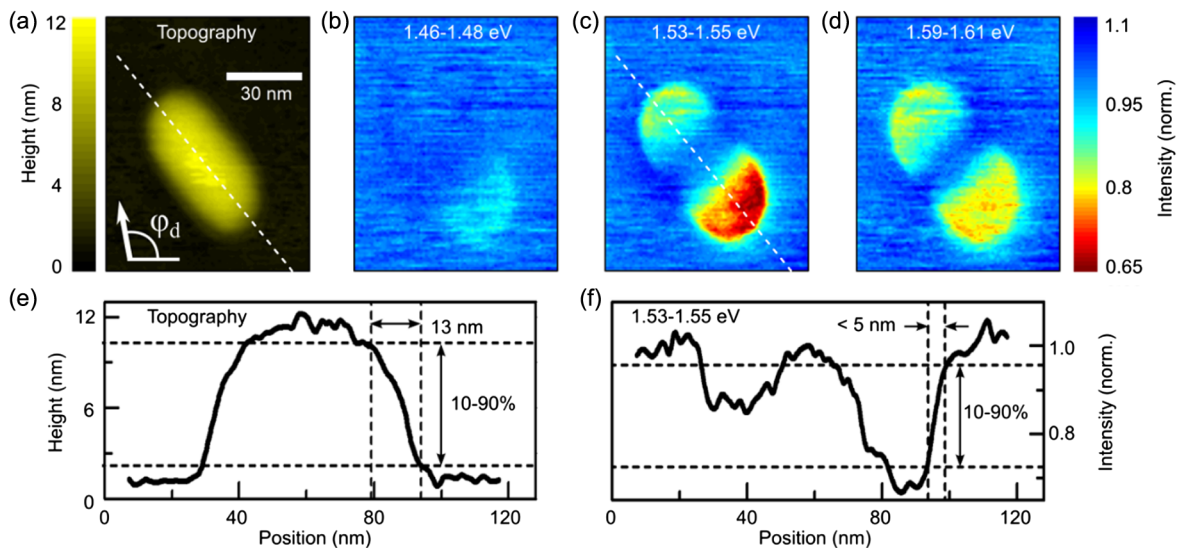 (a)
12
8
4
0
Height (nm)
Topography
30 nm
φd
(b)
1.46-1.48 eV
(c)
1.53-1.55 eV
(d)
1.59-1.61 eV
1.1
0.95
0.8
0.65
Intensity (norm.)
(e)
Topography
13 nm
10-90%
12
6
0
Height (nm)
0
40
80
120
Position (nm)
(f)
1.53-1.55 eV
< 5 nm
10-90%
1.0
0.8
Intensity (norm.)
0
40
80
120
Position (nm)